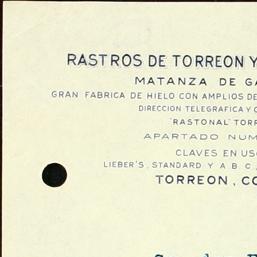 RASTROS DE TORREON Y
MATANZA DE GA
GRAN FABRICA DE HIELO CON AMPLIOS DE
DIRECCION TELEGRAFICA Y C
"RASTONAL" TORR
APARTADO NUM
CLAVES EN USO
LIEBER'S, STANDARD Y A B C,
TORREON, CO